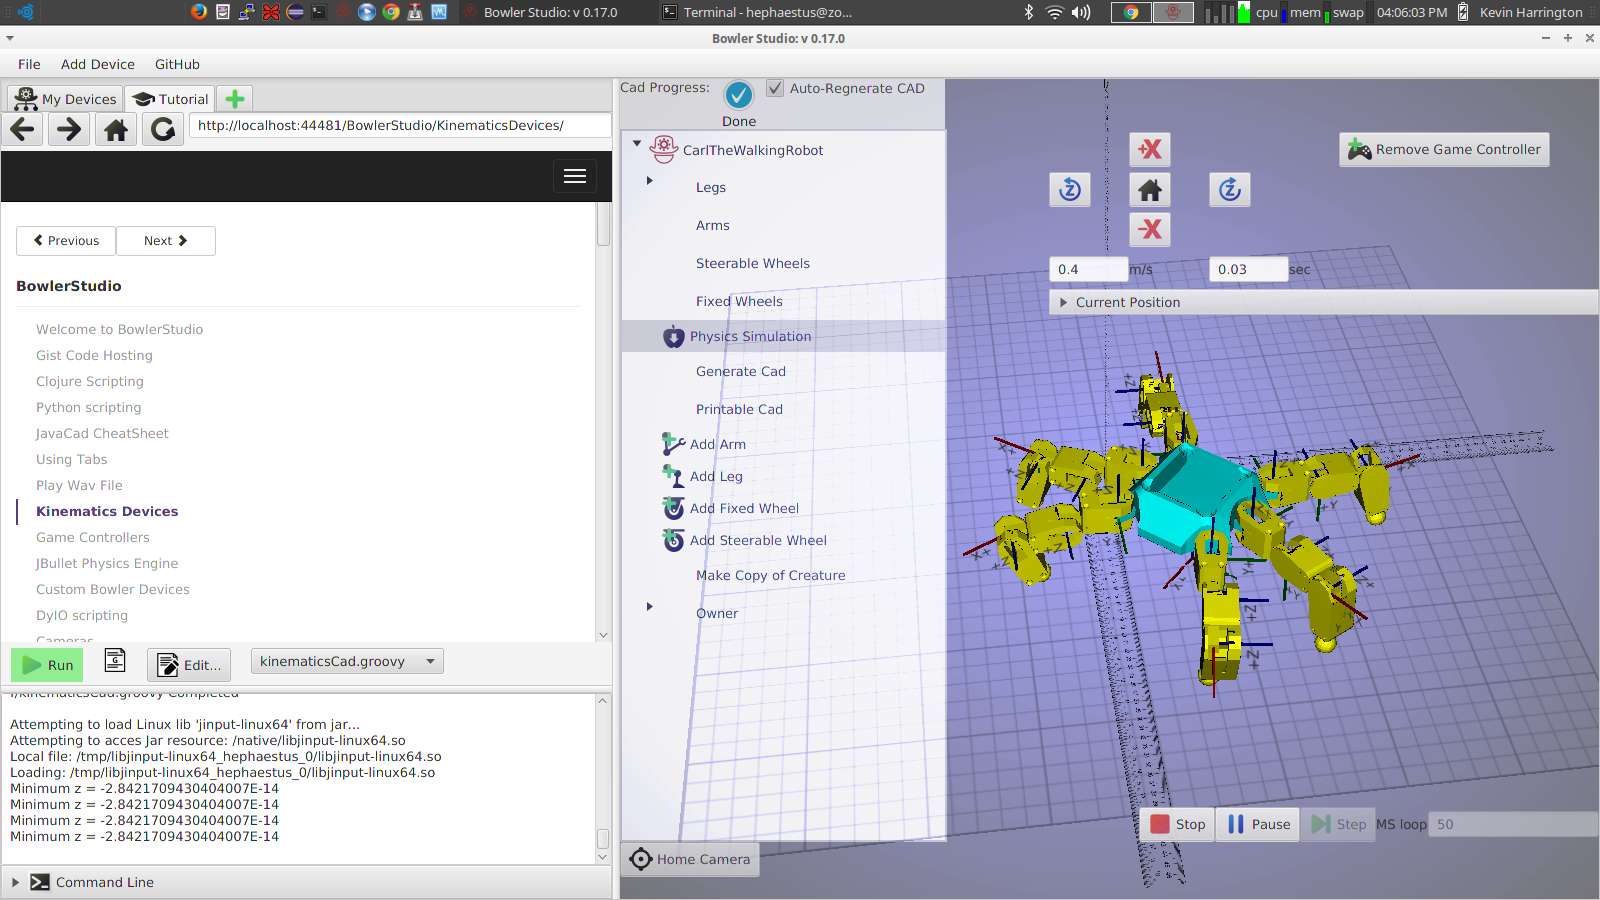 Bowler Studio: v 0.17.0
Terminal - hephaestus@zo...
cpu mem swap 04:06:03 PM Kevin Harrington
Bowler Studio: v 0.17.0
File Add Device GitHub
My Devices Tutorial
http://localhost:44481/BowlerStudio/KinematicsDevices/
Previous Next
BowlerStudio
Welcome to BowlerStudio
Gist Code Hosting
Clojure Scripting
Python scripting
JavaCad CheatSheet
Using Tabs
Play Wav File
Kinematics Devices
Game Controllers
JBullet Physics Engine
Custom Bowler Devices
DyIO scripting
Cameras
Run Edit... kinematicsCad.groovy
//kinematicsCad.groovy Completed
Attempting to load Linux lib 'jinput-linux64' from jar...
Attempting to acces Jar resource: /native/libjinput-linux64.so
Local file: /tmp/libjinput-linux64_hephaestus_0/libjinput-linux64.so
Loading: /tmp/libjinput-linux64_hephaestus_0/libjinput-linux64.so
Minimum z = -2.8421709430404007E-14
Minimum z = -2.8421709430404007E-14
Minimum z = -2.8421709430404007E-14
Minimum z = -2.8421709430404007E-14
Command Line
Cad Progress:
Done
Auto-Regnerate CAD
CarlTheWalkingRobot
Legs
Arms
Steerable Wheels
Fixed Wheels
Physics Simulation
Generate Cad
Printable Cad
Add Arm
Add Leg
Add Fixed Wheel
Add Steerable Wheel
Make Copy of Creature
Owner
Home Camera
+X
Z Z
-X
Remove Game Controller
0.4 m/s 0.03 sec
Current Position
Stop Pause Step MS loop 50